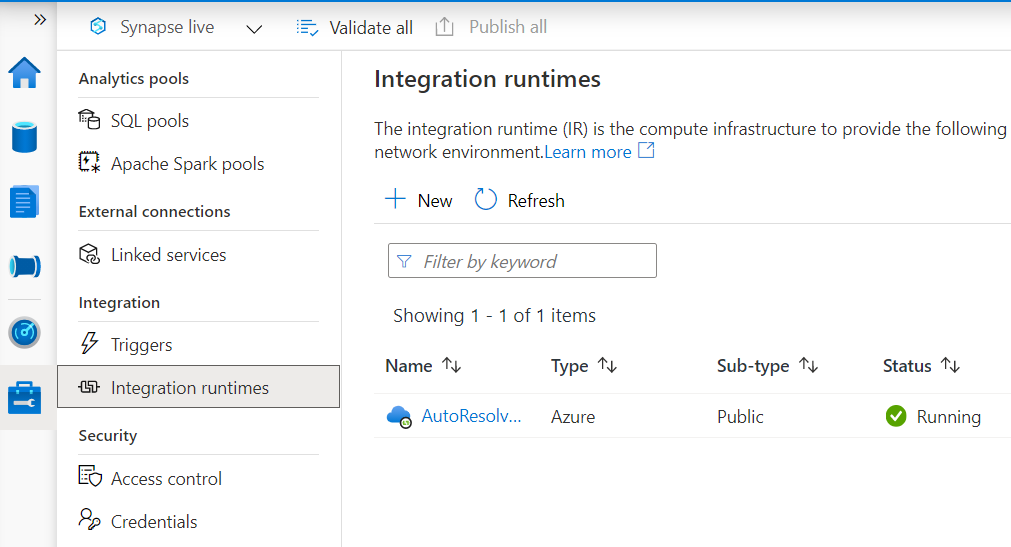 Synapse live
Validate all
Publish all
Analytics pools
SQL pools
Apache Spark pools
External connections
Linked services
Integration
Triggers
Integration runtimes
Security
Access control
Credentials
Integration runtimes
The integration runtime (IR) is the compute infrastructure to provide the following
network environment.Learn more
New Refresh
Filter by keyword
Showing 1 - 1 of 1 items
Name Type Sub-type Status
AutoResolv... Azure Public Running